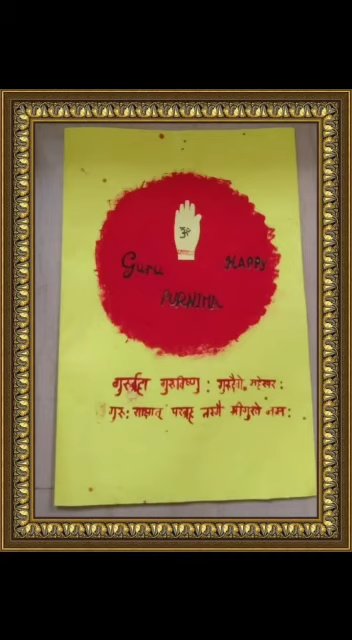 ॐ
Guru HAPPY
PURNIMA
गुरुर्ब्रह्म गुरुविष्णु : गुरुदेवो महेश्वर :
गुरु: साक्षात् परब्रह्म तस्मै श्रीगुरवे नमः: